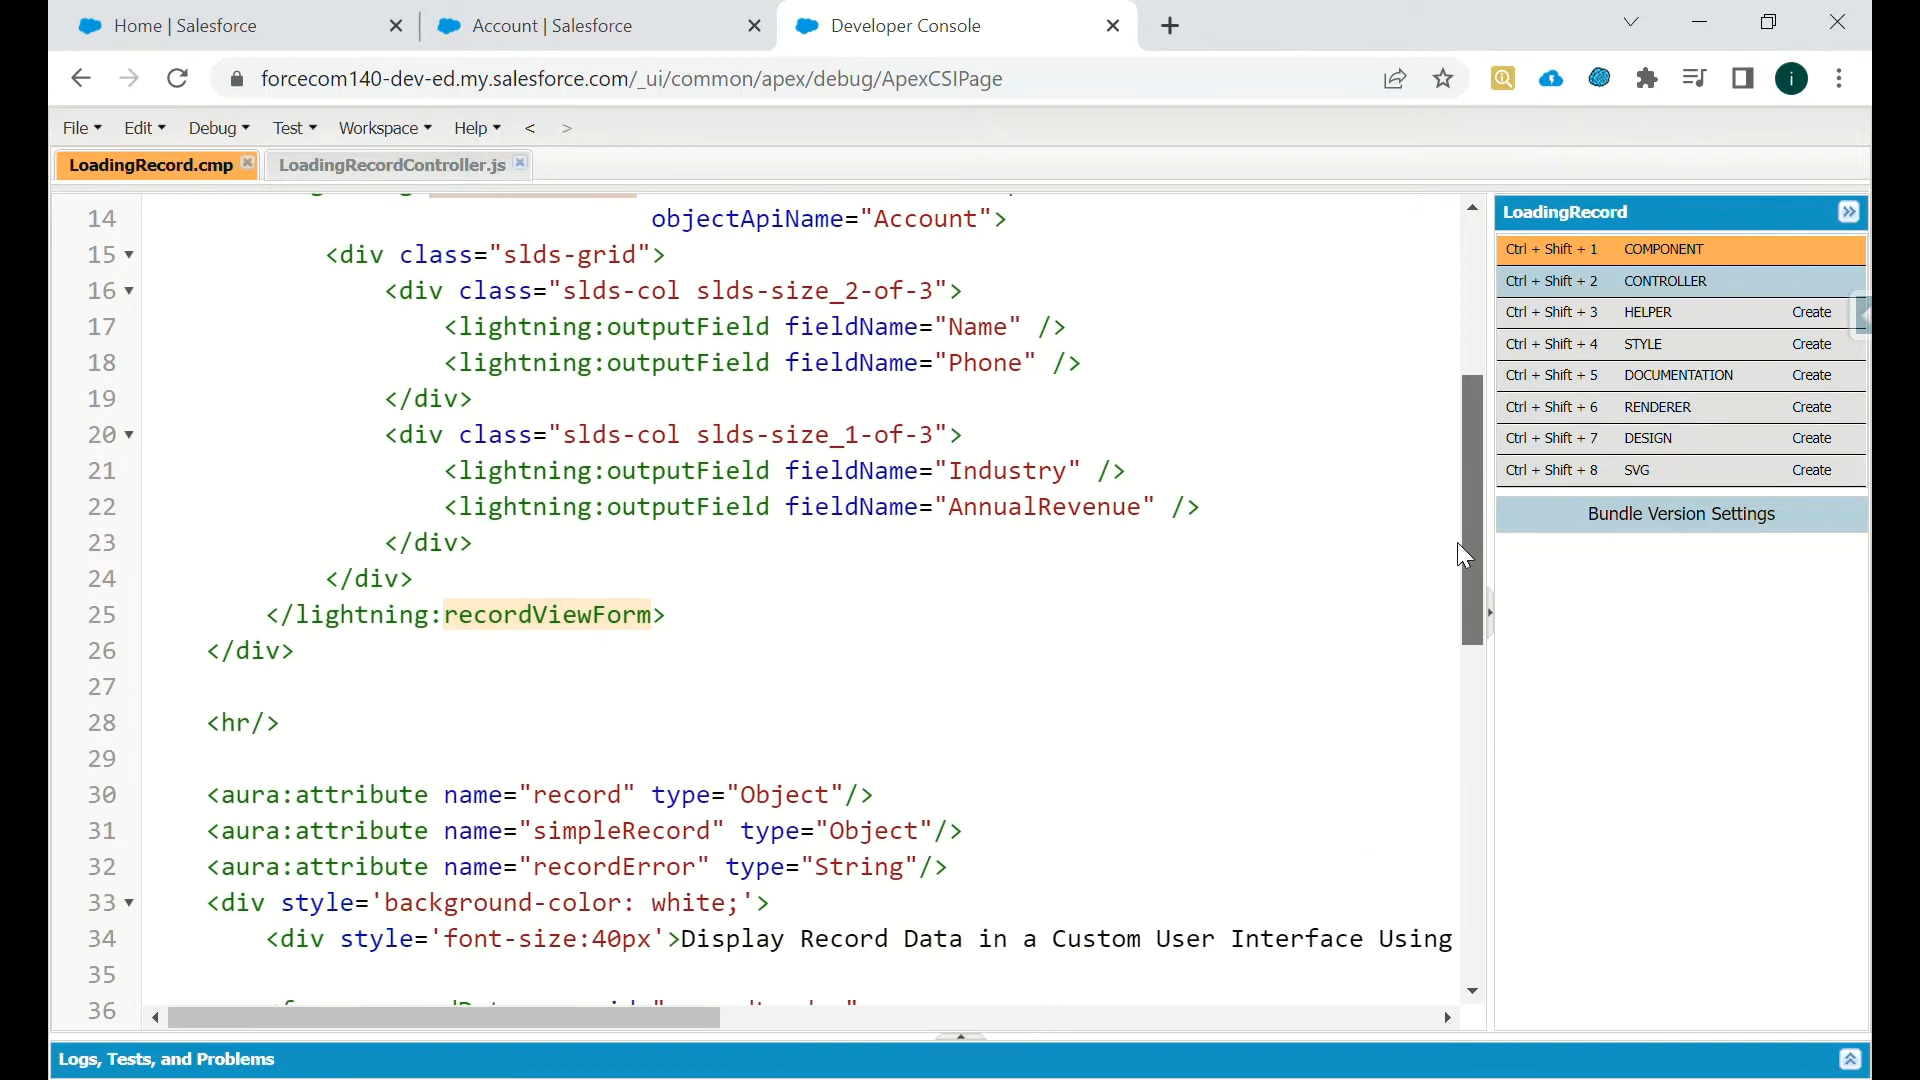 Home | Salesforce
Account | Salesforce
Developer Console
forcecom140-dev-ed.my.salesforce.com/_ui/common/apex/debug/ApexCSIPage
i
File Edit Debug Test Workspace Help < >
LoadingRecord.cmp
LoadingRecordController.js
14 objectApiName="Account">
15 <div class="slds-grid">
16 <div class="slds-col slds-size_2-of-3">
17 <lightning:outputField fieldName="Name" />
18 <lightning:outputField fieldName="Phone" />
19 </div>
20 <div class="slds-col slds-size_1-of-3">
21 <lightning:outputField fieldName="Industry" />
22 <lightning:outputField fieldName="AnnualRevenue" />
23 </div>
24 </div>
25 </lightning:recordViewForm>
26 </div>
27
28 <hr/>
29
30 <aura:attribute name="record" type="Object"/>
31 <aura:attribute name="simpleRecord" type="Object"/>
32 <aura:attribute name="recordError" type="String"/>
33 <div style='background-color: white;'>
34 <div style='font-size:40px'>Display Record Data in a Custom User Interface Using
35
36
LoadingRecord
Ctrl + Shift + 1 COMPONENT
Ctrl + Shift + 2 CONTROLLER
Ctrl + Shift + 3 HELPER Create
Ctrl + Shift + 4 STYLE Create
Ctrl + Shift + 5 DOCUMENTATION Create
Ctrl + Shift + 6 RENDERER Create
Ctrl + Shift + 7 DESIGN Create
Ctrl + Shift + 8 SVG Create
Bundle Version Settings
Logs, Tests, and Problems